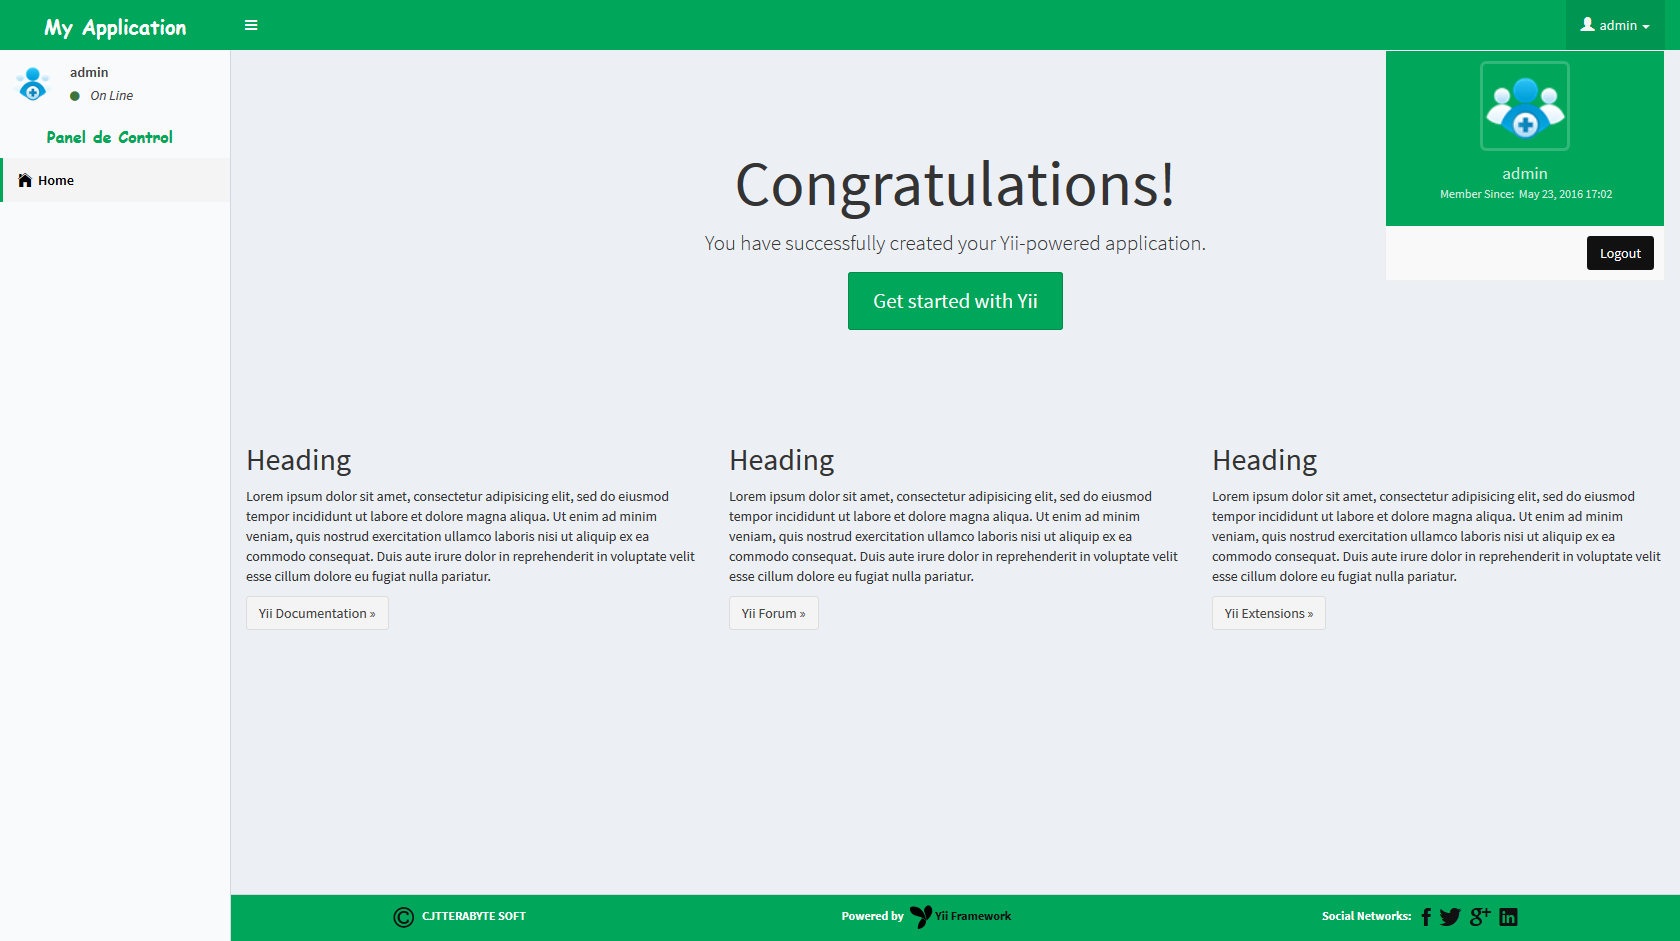 My Application
admin
admin
On Line
Panel de Control
Home
admin
Member Since: May 23, 2016 17:02
Logout
Congratulations!
You have successfully created your Yii-powered application.
Get started with Yii
Heading
Lorem ipsum dolor sit amet, consectetur adipisicing elit, sed do eiusmod
tempor incididunt ut labore et dolore magna aliqua. Ut enim ad minim
veniam, quis nostrud exercitation ullamco laboris nisi ut aliquip ex ea
commodo consequat. Duis aute irure dolor in reprehenderit in voluptate velit
esse cillum dolore eu fugiat nulla pariatur.
Yii Documentation »
Heading
Lorem ipsum dolor sit amet, consectetur adipisicing elit, sed do eiusmod
tempor incididunt ut labore et dolore magna aliqua. Ut enim ad minim
veniam, quis nostrud exercitation ullamco laboris nisi ut aliquip ex ea
commodo consequat. Duis aute irure dolor in reprehenderit in voluptate velit
esse cillum dolore eu fugiat nulla pariatur.
Yii Forum »
Heading
Lorem ipsum dolor sit amet, consectetur adipisicing elit, sed do eiusmod
tempor incididunt ut labore et dolore magna aliqua. Ut enim ad minim
veniam, quis nostrud exercitation ullamco laboris nisi ut aliquip ex ea
commodo consequat. Duis aute irure dolor in reprehenderit in voluptate velit
esse cillum dolore eu fugiat nulla pariatur.
Yii Extensions »
© CJTTERABYTE SOFT
Powered by Yii Framework
Social Networks: